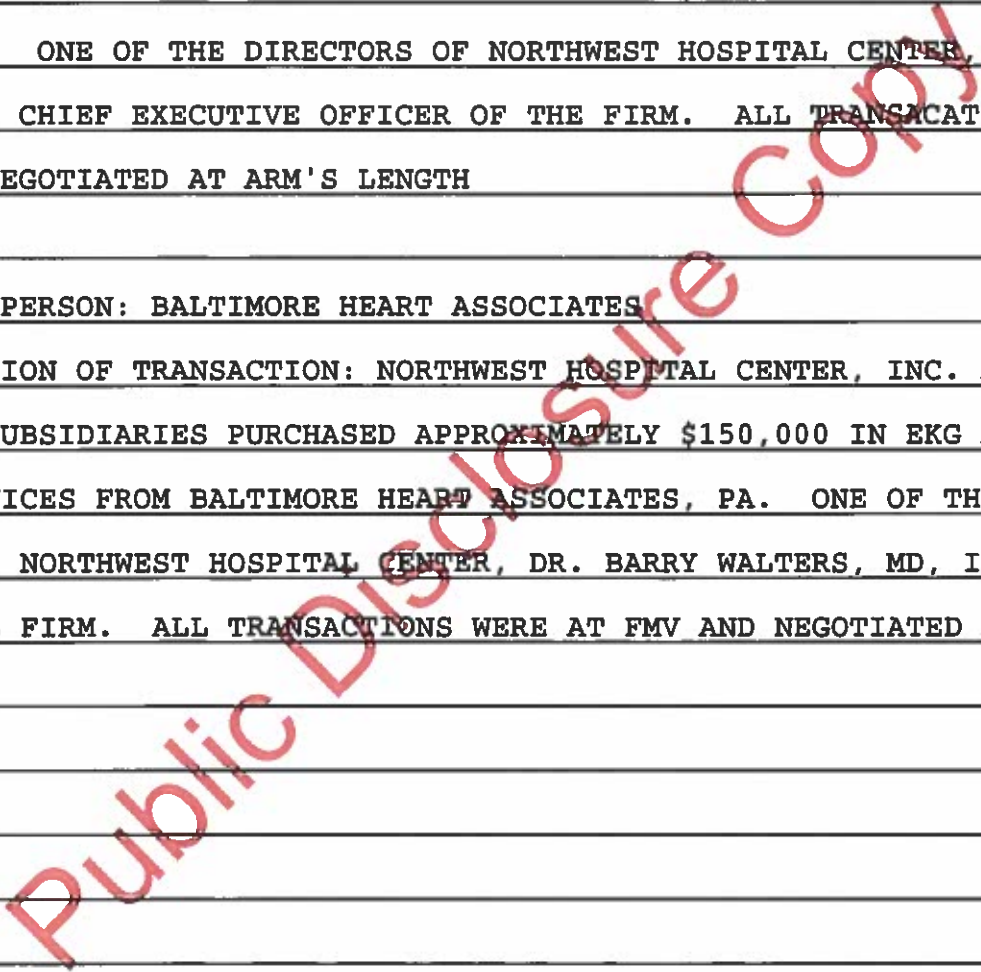 ONE OF THE DIRECTORS OF NORTHWEST HOSPITAL CENTER,
CHIEF EXECUTIVE OFFICER OF THE FIRM. ALL TRANSACAT
EGOTIATED AT ARM'S LENGTH
PERSON: BALTIMORE HEART ASSOCIATES
ION OF TRANSACTION: NORTHWEST HOSPITAL CENTER, INC.
UBSIDIARIES PURCHASED APPROXIMATELY $150,000 IN EKG
ICES FROM BALTIMORE HEART ASSOCIATES, PA. ONE OF TH
NORTHWEST HOSPITAL CENTER, DR. BARRY WALTERS, MD, I
FIRM. ALL TRANSACTIONS WERE AT FMV AND NEGOTIATED
Public Disclosure Copy